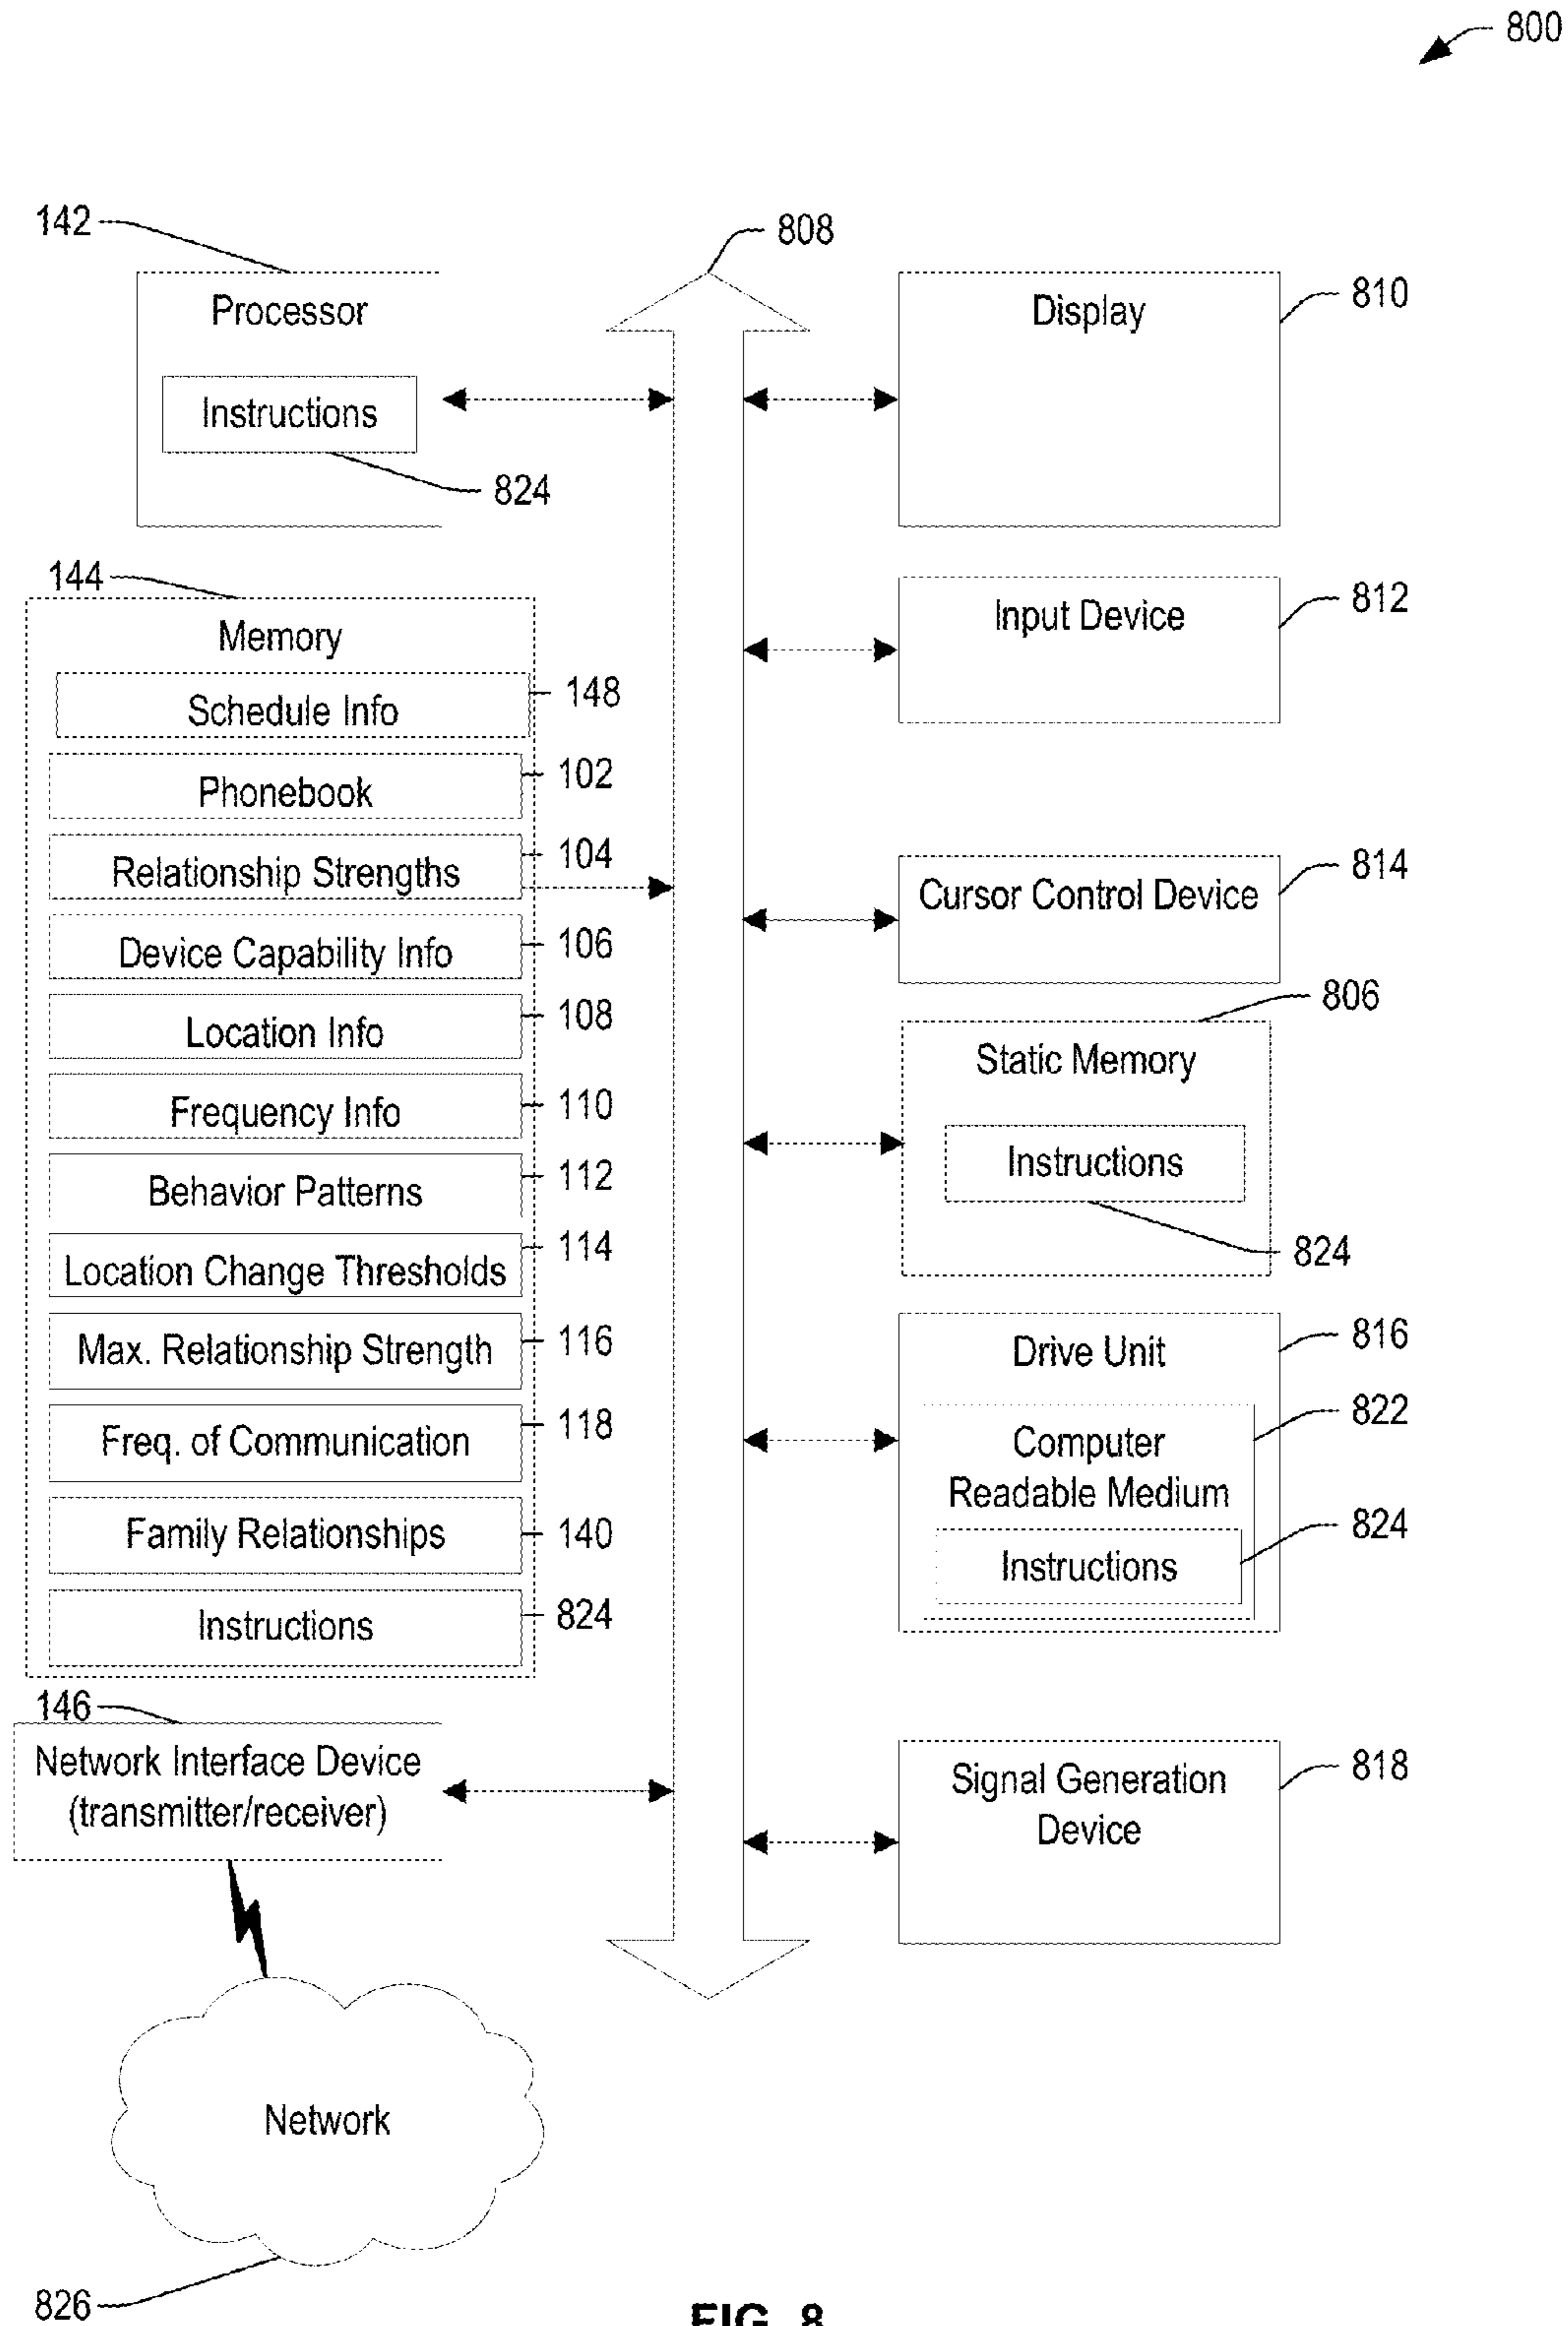 800
142
808
Processor
Display
810
Instructions
824
144
Memory
Input Device
812
Schedule Info
148
Phonebook
102
Relationship Strengths
104
Cursor Control Device
814
Device Capability Info
106
Location Info
108
806
Static Memory
Frequency Info
110
Instructions
824
Behavior Patterns
112
Location Change Thresholds
114
Max. Relationship Strength
116
Drive Unit
816
Freq. of Communication
118
Computer
Readable Medium
822
Family Relationships
140
Instructions
824
Instructions
824
146
Network Interface Device
(transmitter/receiver)
Signal Generation
Device
818
Network
826
FIG. 8